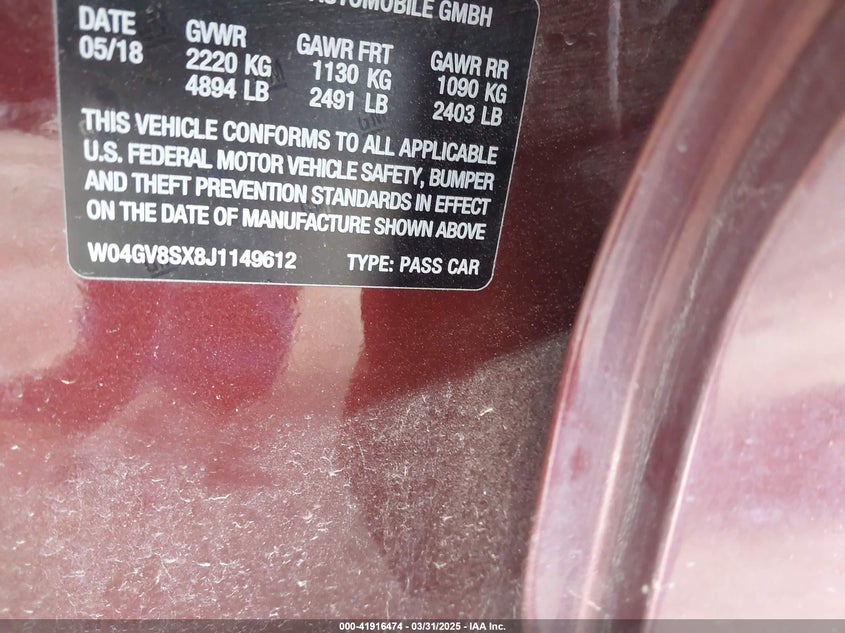 AUTOMOBILE GMBH
DATE GVWR GAWR FRT GAWR RR
05/18 2220 KG 1130 KG 1090 KG
4894 LB 2491 LB 2403 LB
THIS VEHICLE CONFORMS TO ALL APPLICABLE
U.S. FEDERAL MOTOR VEHICLE SAFETY, BUMPER
AND THEFT PREVENTION STANDARDS IN EFFECT
ON THE DATE OF MANUFACTURE SHOWN ABOVE
W04GV8SX8J1149612 TYPE: PASS CAR
000-41916474 — 03/31/2025 — IAA Inc.